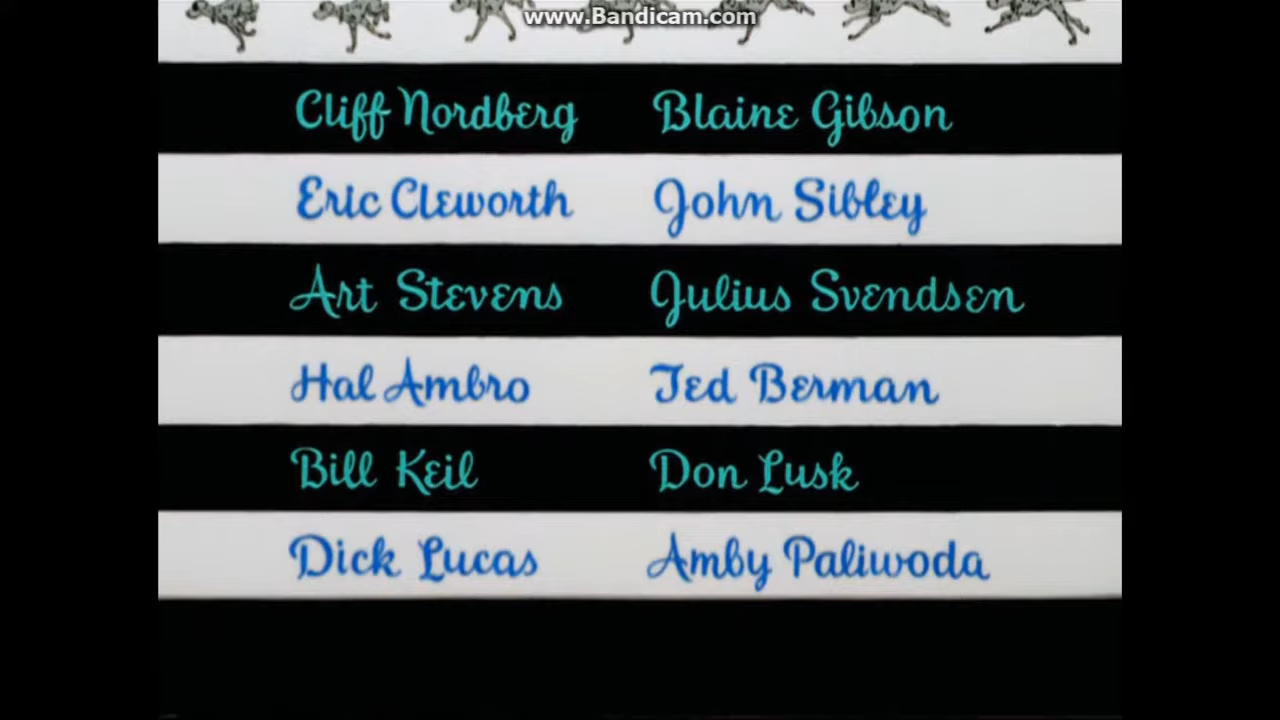 www.Bandicam.com
Cliff Nordberg Blaine Gibson
Eric Cleworth John Sibley
Art Stevens Julius Svendsen
Hal Ambro Ted Berman
Bill Keil Don Lusk
Dick Lucas Amby Paliwoda